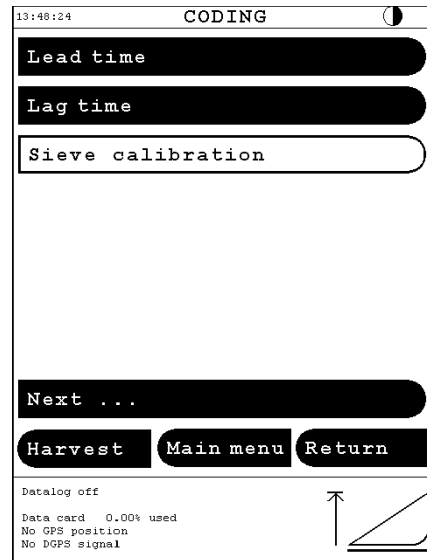 13:48:24 CODING
Lead time
Lag time
Sieve calibration
Next ...
Harvest Main menu Return
Datalog off
Data card 0.00% used
No GPS position
No DGPS signal